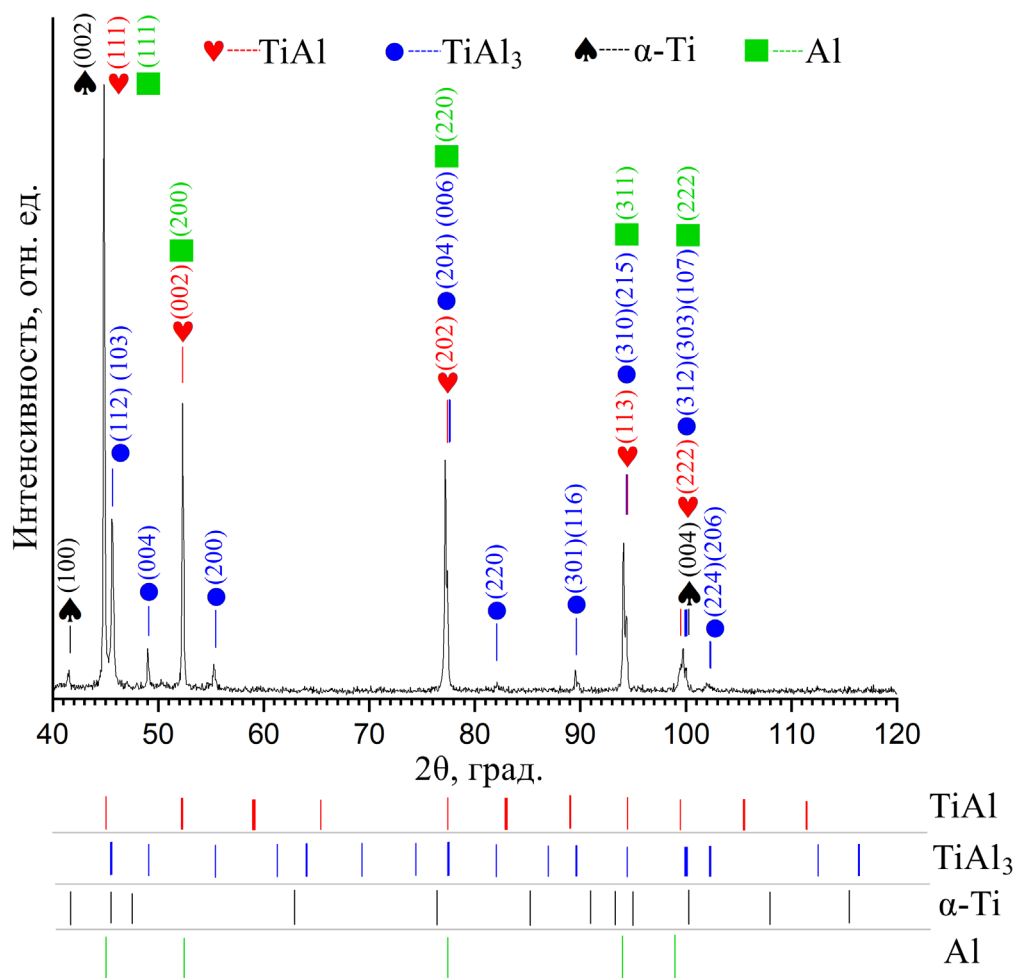 TiAl
TiAl₃
α-Ti
Al
(002)
(111)
(111)
(200)
(002)
(112) (103)
(100)
(004)
(200)
(220)
(204) (006)
(202)
(220)
(301)(116)
(311)
(310)(215)
(113)
(222)
(312)(303)(107)
(222)
(004)
(224)(206)
Интенсивность, отн. ед.
40 50 60 70 80 90 100 110 120
2θ, град.
TiAl
TiAl₃
α-Ti
Al